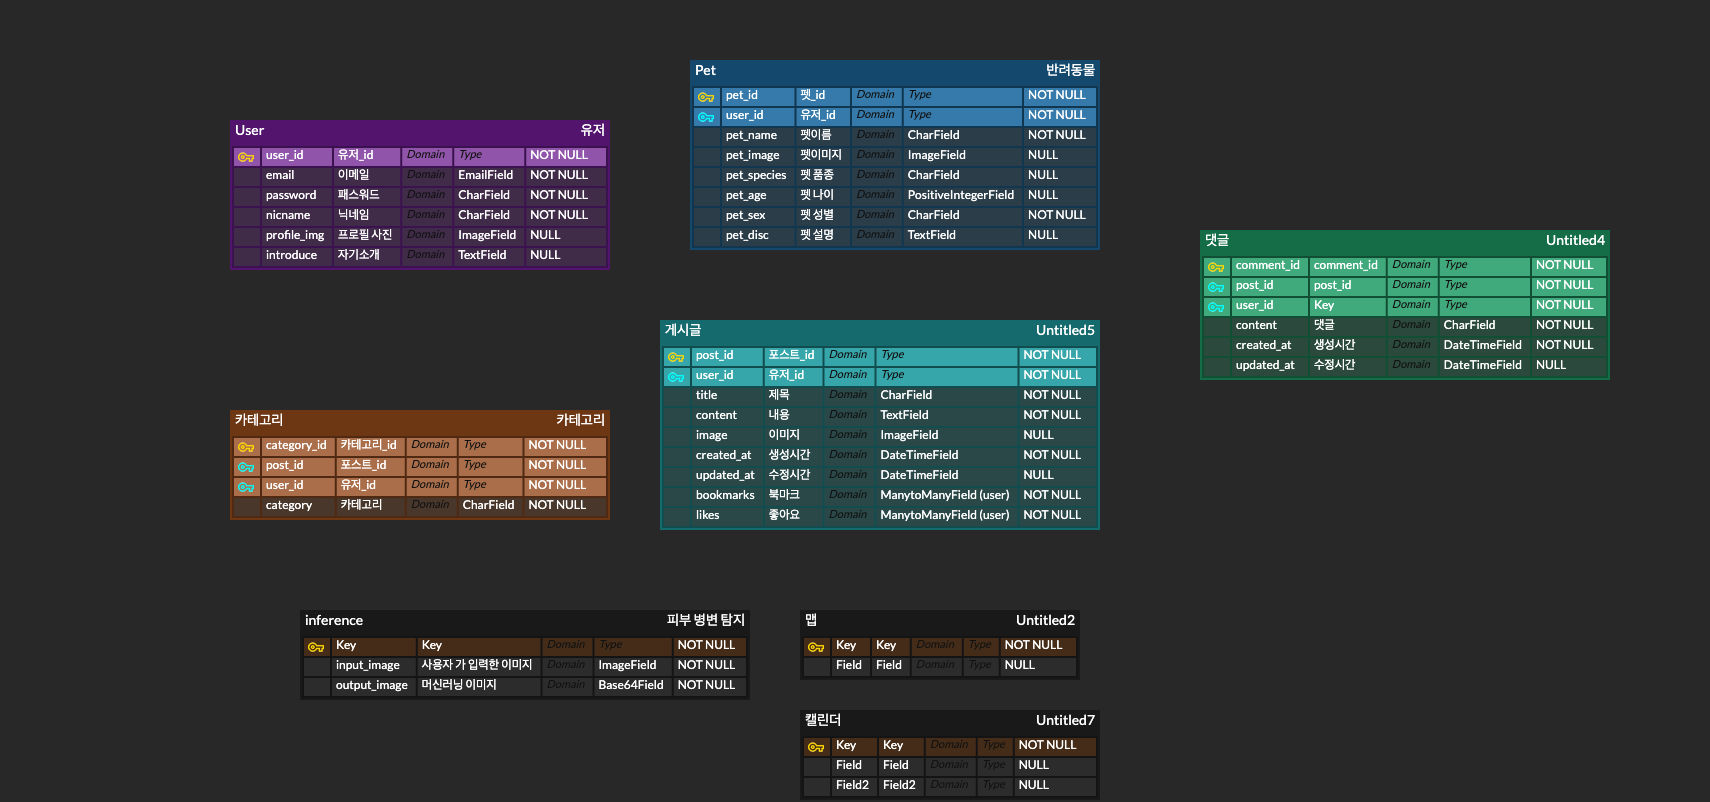 User 유저
user_id 유저_id Domain Type NOT NULL
email 이메일 Domain EmailField NOT NULL
password 패스워드 Domain CharField NOT NULL
nicname 닉네임 Domain CharField NOT NULL
profile_img 프로필 사진 Domain ImageField NULL
introduce 자기소개 Domain TextField NULL
Pet 반려동물
pet_id 펫_id Domain Type NOT NULL
user_id 유저_id Domain Type NOT NULL
pet_name 펫이름 Domain CharField NOT NULL
pet_image 펫이미지 Domain ImageField NULL
pet_species 펫 품종 Domain CharField NULL
pet_age 펫 나이 Domain PositiveIntegerField NULL
pet_sex 펫 성별 Domain CharField NOT NULL
pet_disc 펫 설명 Domain TextField NULL
댓글 Untitled4
comment_id comment_id Domain Type NOT NULL
post_id post_id Domain Type NOT NULL
user_id Key Domain Type NOT NULL
content 댓글 Domain CharField NOT NULL
created_at 생성시간 Domain DateTimeField NOT NULL
updated_at 수정시간 Domain DateTimeField NULL
게시글 Untitled5
post_id 포스트_id Domain Type NOT NULL
user_id 유저_id Domain Type NOT NULL
title 제목 Domain CharField NOT NULL
content 내용 Domain TextField NOT NULL
image 이미지 Domain ImageField NULL
created_at 생성시간 Domain DateTimeField NOT NULL
updated_at 수정시간 Domain DateTimeField NULL
bookmarks 북마크 Domain ManytoManyField (user) NOT NULL
likes 좋아요 Domain ManytoManyField (user) NOT NULL
카테고리 카테고리
category_id 카테고리_id Domain Type NOT NULL
post_id 포스트_id Domain Type NOT NULL
user_id 유저_id Domain Type NOT NULL
category 카테고리 Domain CharField NOT NULL
inference 피부 병변 탐지
Key Key Domain Type NOT NULL
input_image 사용자 가 입력한 이미지 Domain ImageField NOT NULL
output_image 머신러닝 이미지 Domain Base64Field NOT NULL
맵 Untitled2
Key Key Domain Type NOT NULL
Field Field Domain Type NULL
캘린더 Untitled7
Key Key Domain Type NOT NULL
Field Field Domain Type NULL
Field2 Field2 Domain Type NULL